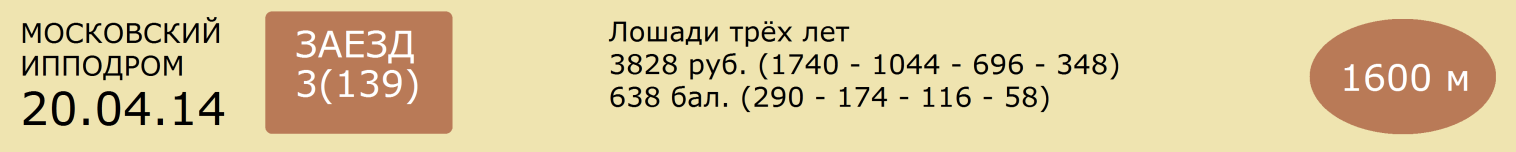 МОСКОВСКИЙ
ИППОДРОМ
20.04.14
ЗАЕЗД
3(139)
Лошади трёх лет
3828 руб. (1740 - 1044 - 696 - 348)
638 бал. (290 - 174 - 116 - 58)
1600 м